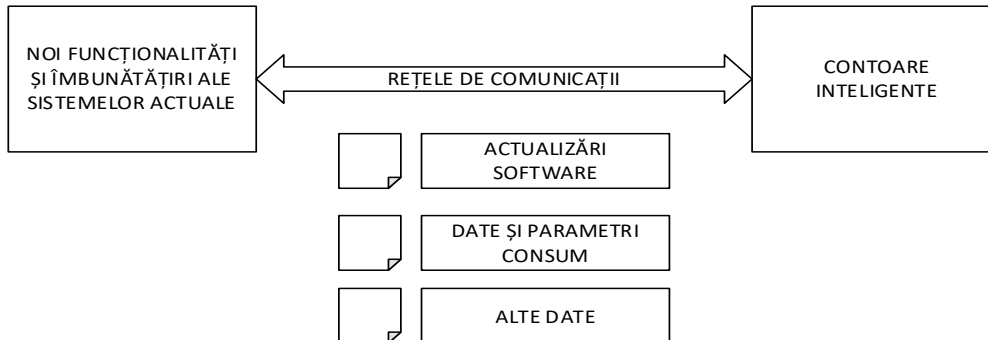 NOI FUNCȚIONALITĂȚI
ȘI ÎMBUNĂTĂȚIRI ALE
SISTEMELOR ACTUALE
REȚELE DE COMUNICAȚII
CONTOARE
INTELIGENTE
ACTUALIZĂRI
SOFTWARE
DATE ȘI PARAMETRI
CONSUM
ALTE DATE